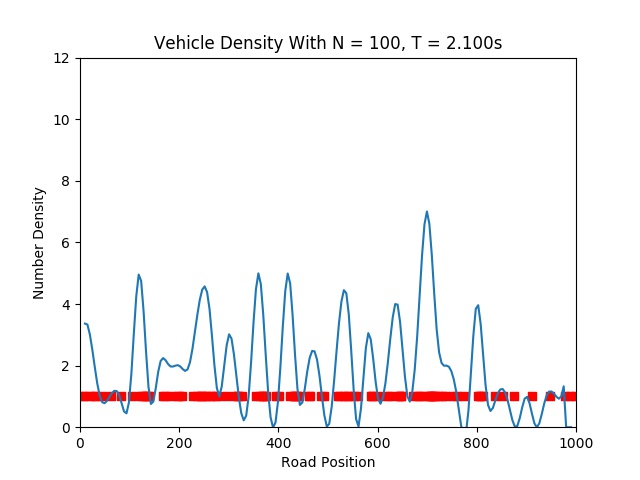 Vehicle Density With N = 100, T = 2.100s
12
10
8
6
4
2
0
Number Density
0 200 400 600 800 1000
Road Position